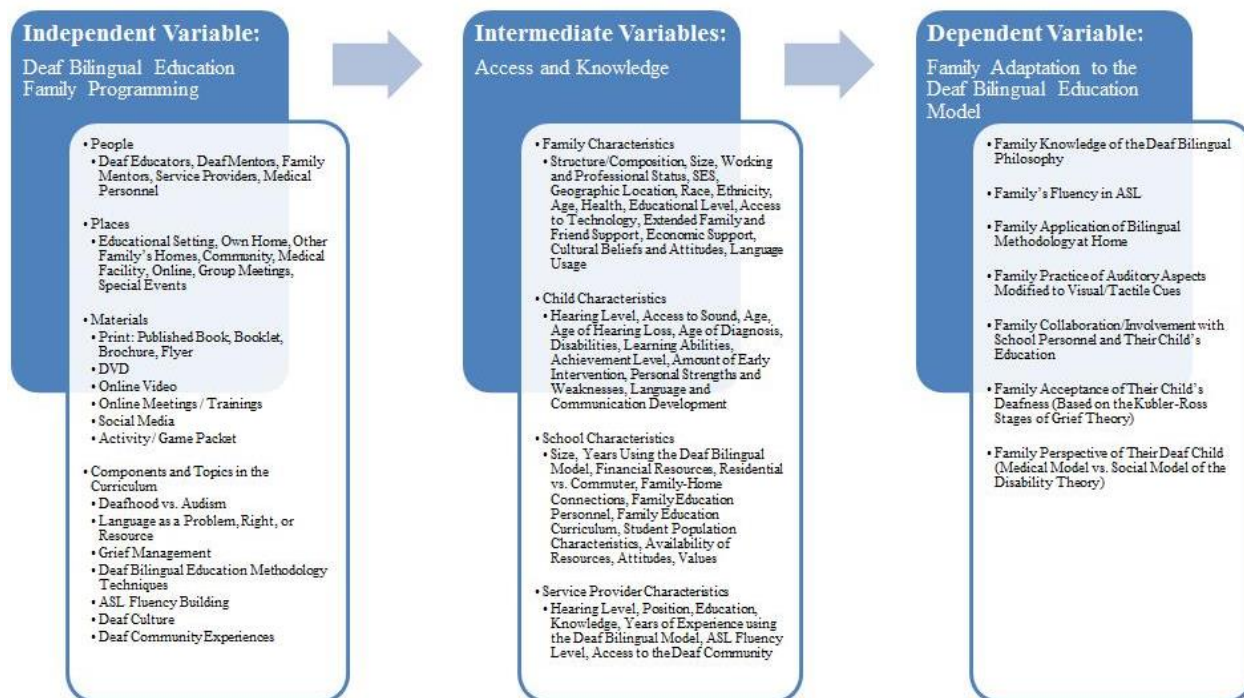 Independent Variable:
Deaf Bilingual Education
Family Programming
• People
• Deaf Educators, Deaf Mentors, Family
Mentors, Service Providers, Medical
Personnel
• Places
• Educational Setting, Own Home, Other
Family's Homes, Community, Medical
Facility, Online, Group Meetings,
Special Events
• Materials
• Print: Published Book, Booklet,
Brochure, Flyer
• DVD
• Online Video
• Online Meetings / Trainings
• Social Media
• Activity/ Game Packet
• Components and Topics in the
Curriculum
• Deafhood vs. Audism
• Language as a Problem, Right, or
Resource
• Grief Management
• Deaf Bilingual Education Methodology
Techniques
• ASL Fluency Building
• Deaf Culture
• Deaf Community Experiences
Intermediate Variables:
Access and Knowledge
• Family Characteristics
• Structure/Composition, Size, Working
and Professional Status, SES,
Geographic Location, Race, Ethnicity,
Age, Health, Educational Level, Access
to Technology, Extended Family and
Friend Support, Economic Support,
Cultural Beliefs and Attitudes, Language
Usage
• Child Characteristics
• Hearing Level, Access to Sound, Age,
Age of Hearing Loss, Age of Diagnosis,
Disabilities, Learning Abilities,
Achievement Level, Amount of Early
Intervention, Personal Strengths and
Weaknesses, Language and
Communication Development
• School Characteristics
• Size, Years Using the Deaf Bilingual
Model, Financial Resources, Residential
vs. Commuter, Family-Home
Connections, Family Education
Personnel, Family Education
Curriculum, Student Population
Characteristics, Availability of
Resources, Attitudes, Values
• Service Provider Characteristics
• Hearing Level, Position, Education,
Knowledge, Years of Experience using
the Deaf Bilingual Model, ASL Fluency
Level, Access to the Deaf Community
Dependent Variable:
Family Adaptation to the
Deaf Bilingual Education
Model
• Family Knowledge of the Deaf Bilingual
Philosophy
• Family's Fluency in ASL
• Family Application of Bilingual
Methodology at Home
• Family Practice of Auditory Aspects
Modified to Visual/Tactile Cues
• Family Collaboration/Involvement with
School Personnel and Their Child's
Education
• Family Acceptance of Their Child's
Deafness (Based on the Kubler-Ross
Stages of Grief Theory)
• Family Perspective of Their Deaf Child
(Medical Model vs. Social Model of the
Disability Theory)